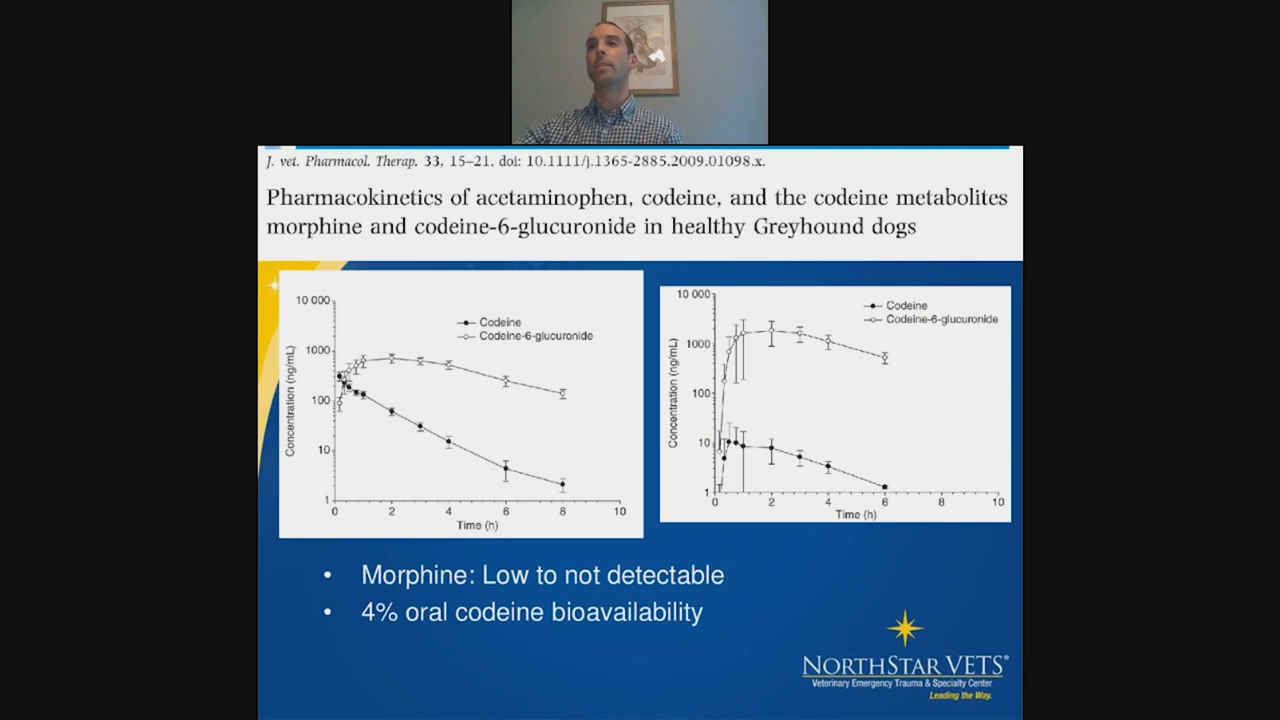 J. vet. Pharmacol. Therap. 33, 15–21. doi: 10.1111/j.1365-2885.2009.01098.x.
Pharmacokinetics of acetaminophen, codeine, and the codeine metabolites
morphine and codeine-6-glucuronide in healthy Greyhound dogs
10 000
1000
100
10
1
Concentration (ng/mL)
Codeine
Codeine-6-glucuronide
0 2 4 6 8 10
Time (h)
10 000
1000
100
10
1
Concentration (ng/mL)
Codeine
Codeine-6-glucuronide
0 2 4 6 8 10
Time (h)
• Morphine: Low to not detectable
• 4% oral codeine bioavailability
NORTHSTAR VETS®
Veterinary Emergency Trauma & Specialty Center
Leading the Way.